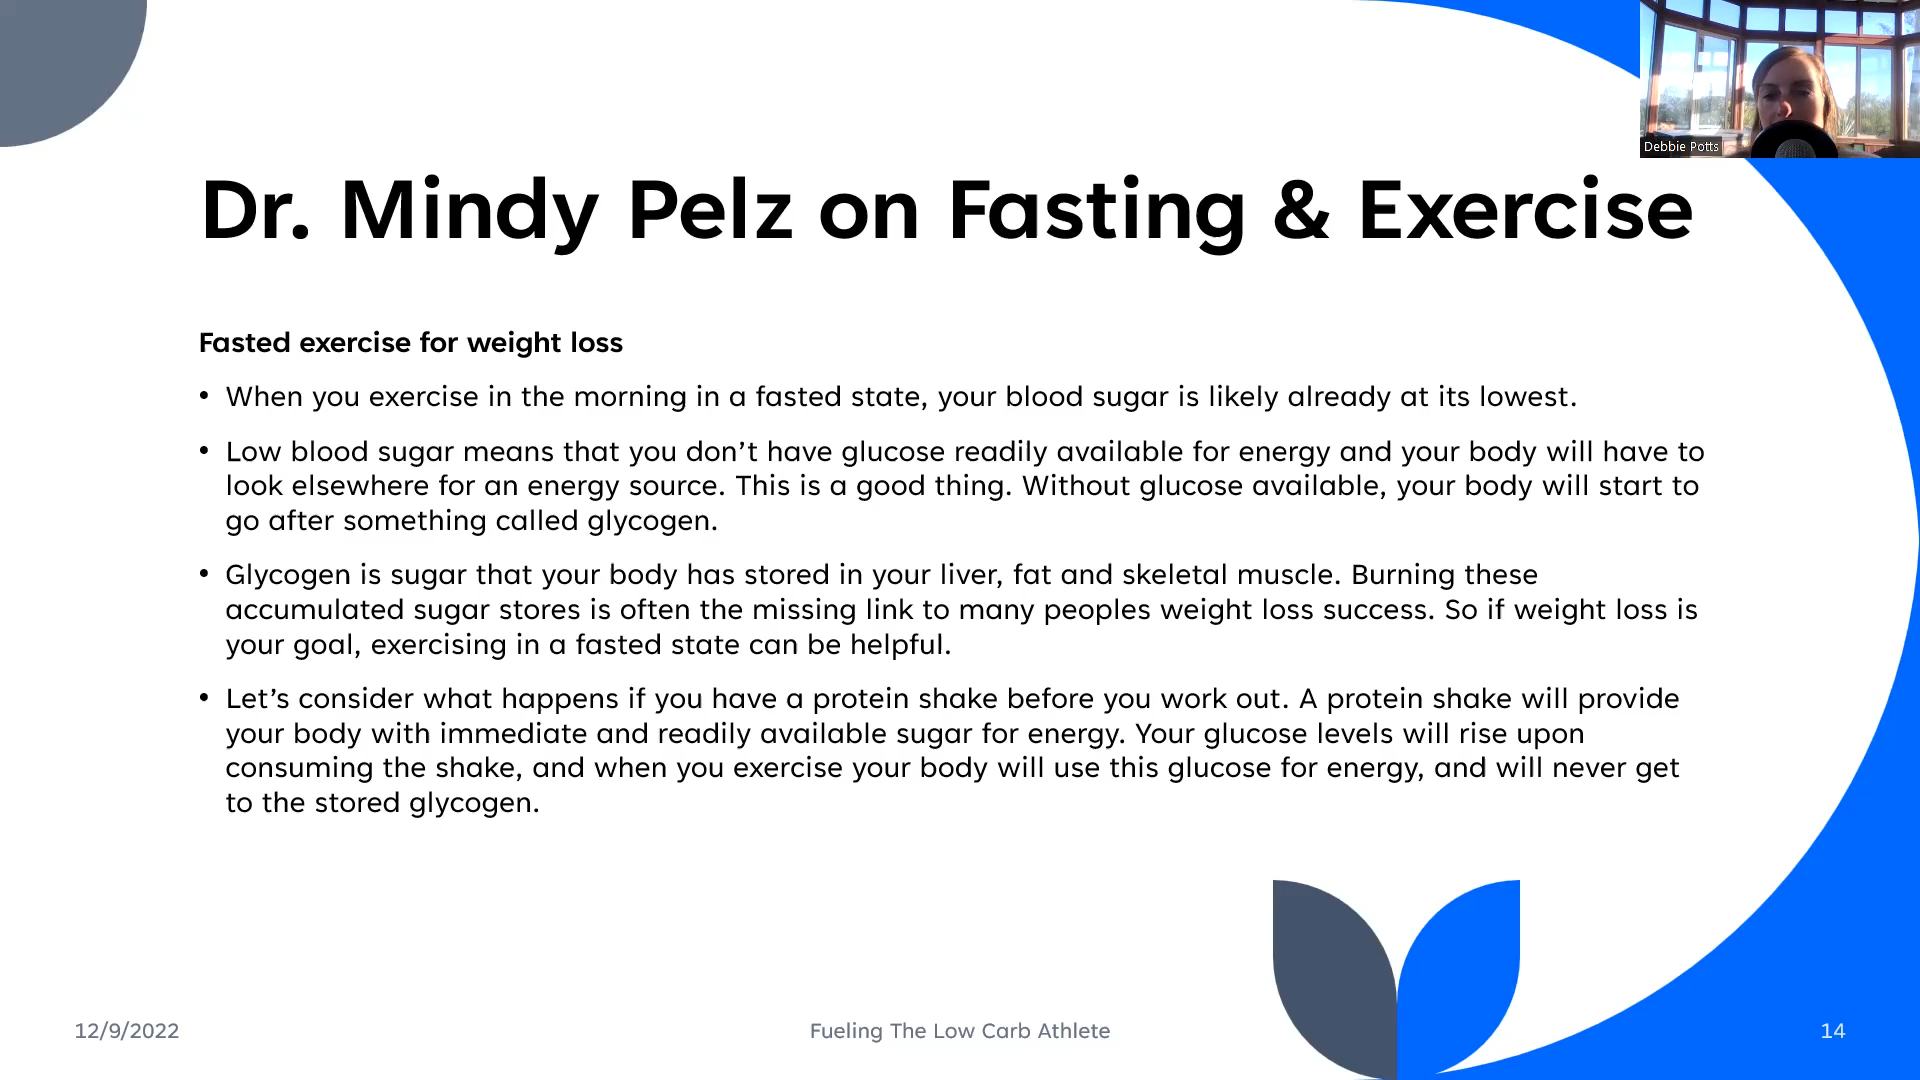 Debbie Potts
Dr. Mindy Pelz on Fasting & Exercise
Fasted exercise for weight loss
• When you exercise in the morning in a fasted state, your blood sugar is likely already at its lowest.
• Low blood sugar means that you don’t have glucose readily available for energy and your body will have to
look elsewhere for an energy source. This is a good thing. Without glucose available, your body will start to
go after something called glycogen.
• Glycogen is sugar that your body has stored in your liver, fat and skeletal muscle. Burning these
accumulated sugar stores is often the missing link to many peoples weight loss success. So if weight loss is
your goal, exercising in a fasted state can be helpful.
• Let’s consider what happens if you have a protein shake before you work out. A protein shake will provide
your body with immediate and readily available sugar for energy. Your glucose levels will rise upon
consuming the shake, and when you exercise your body will use this glucose for energy, and will never get
to the stored glycogen.
12/9/2022
Fueling The Low Carb Athlete
14